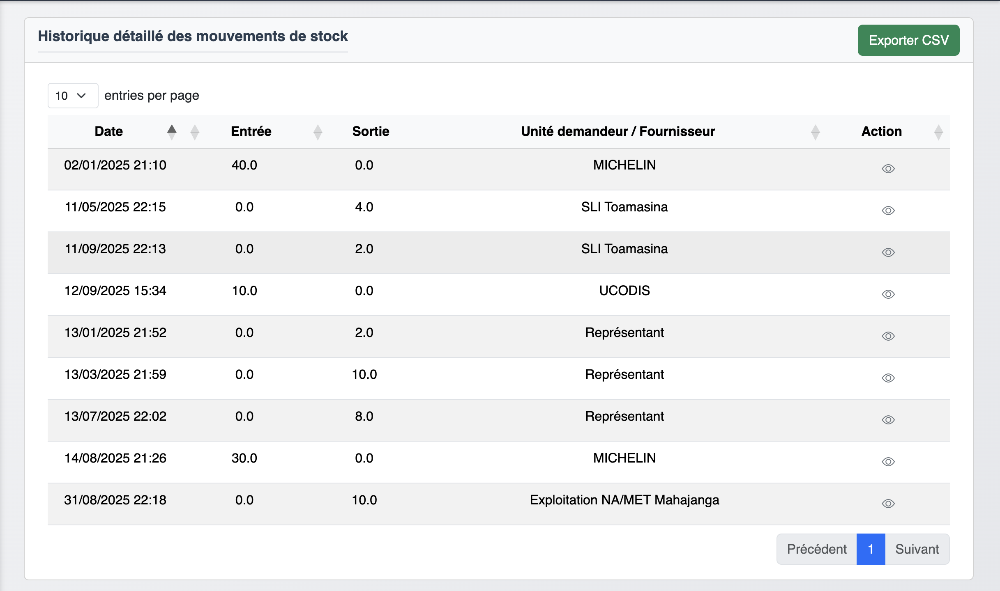 Historique détaillé des mouvements de stock
Exporter CSV
10 entries per page
Date Entrée Sortie Unité demandeur / Fournisseur Action
02/01/2025 21:10 40.0 0.0 MICHELIN
11/05/2025 22:15 0.0 4.0 SLI Toamasina
11/09/2025 22:13 0.0 2.0 SLI Toamasina
12/09/2025 15:34 10.0 0.0 UCODIS
13/01/2025 21:52 0.0 2.0 Représentant
13/03/2025 21:59 0.0 10.0 Représentant
13/07/2025 22:02 0.0 8.0 Représentant
14/08/2025 21:26 30.0 0.0 MICHELIN
31/08/2025 22:18 0.0 10.0 Exploitation NA/MET Mahajanga
Précédent 1 Suivant